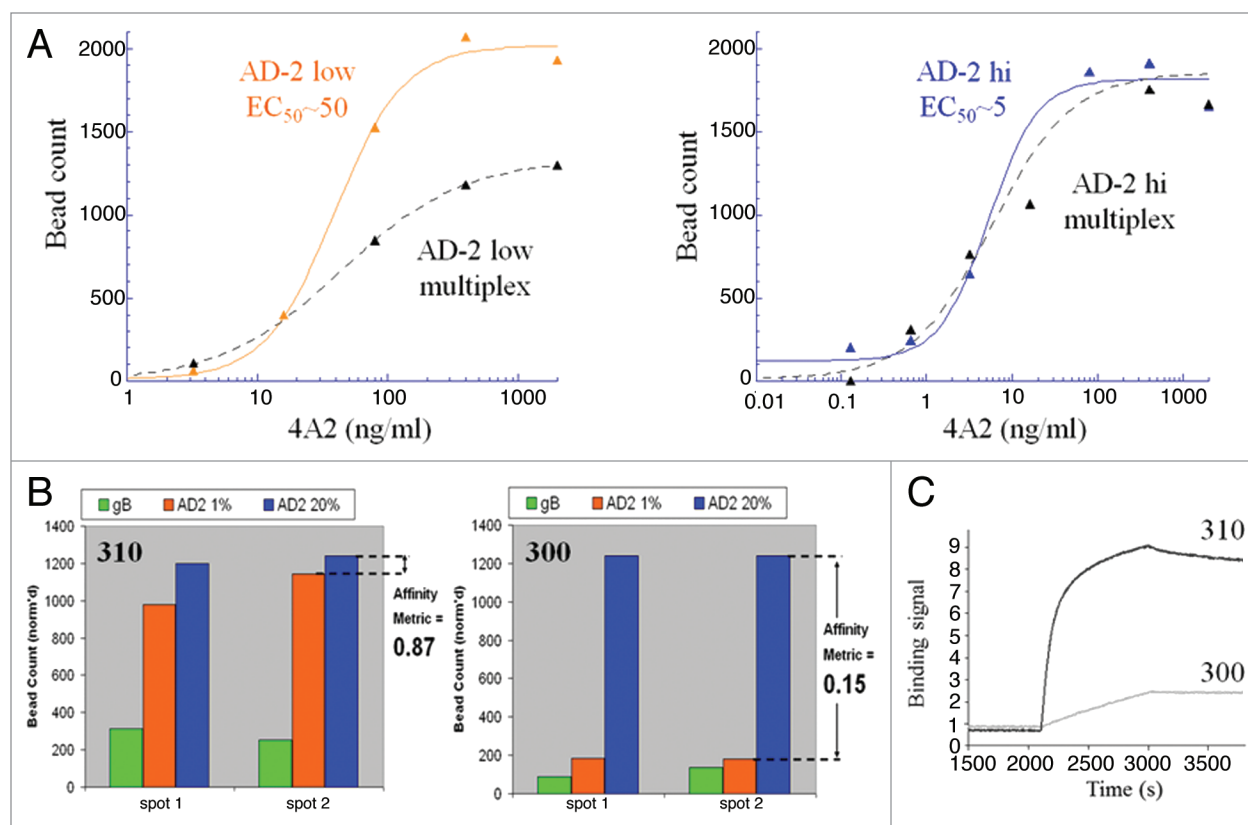 A
2000
1500
1000
500
0
Bead count
AD-2 low
EC50~50
AD-2 low
multiplex
1
10
100
1000
4A2 (ng/ml)
2000
1500
1000
500
0
Bead count
AD-2 hi
EC50~5
AD-2 hi
multiplex
0.01
0.1
1
10
100
1000
4A2 (ng/ml)
B
gB AD2 1% AD2 20%
310
1400
1200
1000
800
600
400
200
0
Bead Count (norm'd)
spot 1 spot 2
Affinity
Metric =
0.87
gB AD2 1% AD2 20%
300
1400
1200
1000
800
600
400
200
0
Bead Count (norm'd)
spot 1 spot 2
Affinity
Metric =
0.15
C
310
300
9
8
7
6
5
4
3
2
1
0
Binding signal
1500 2000 2500 3000 3500
Time (s)